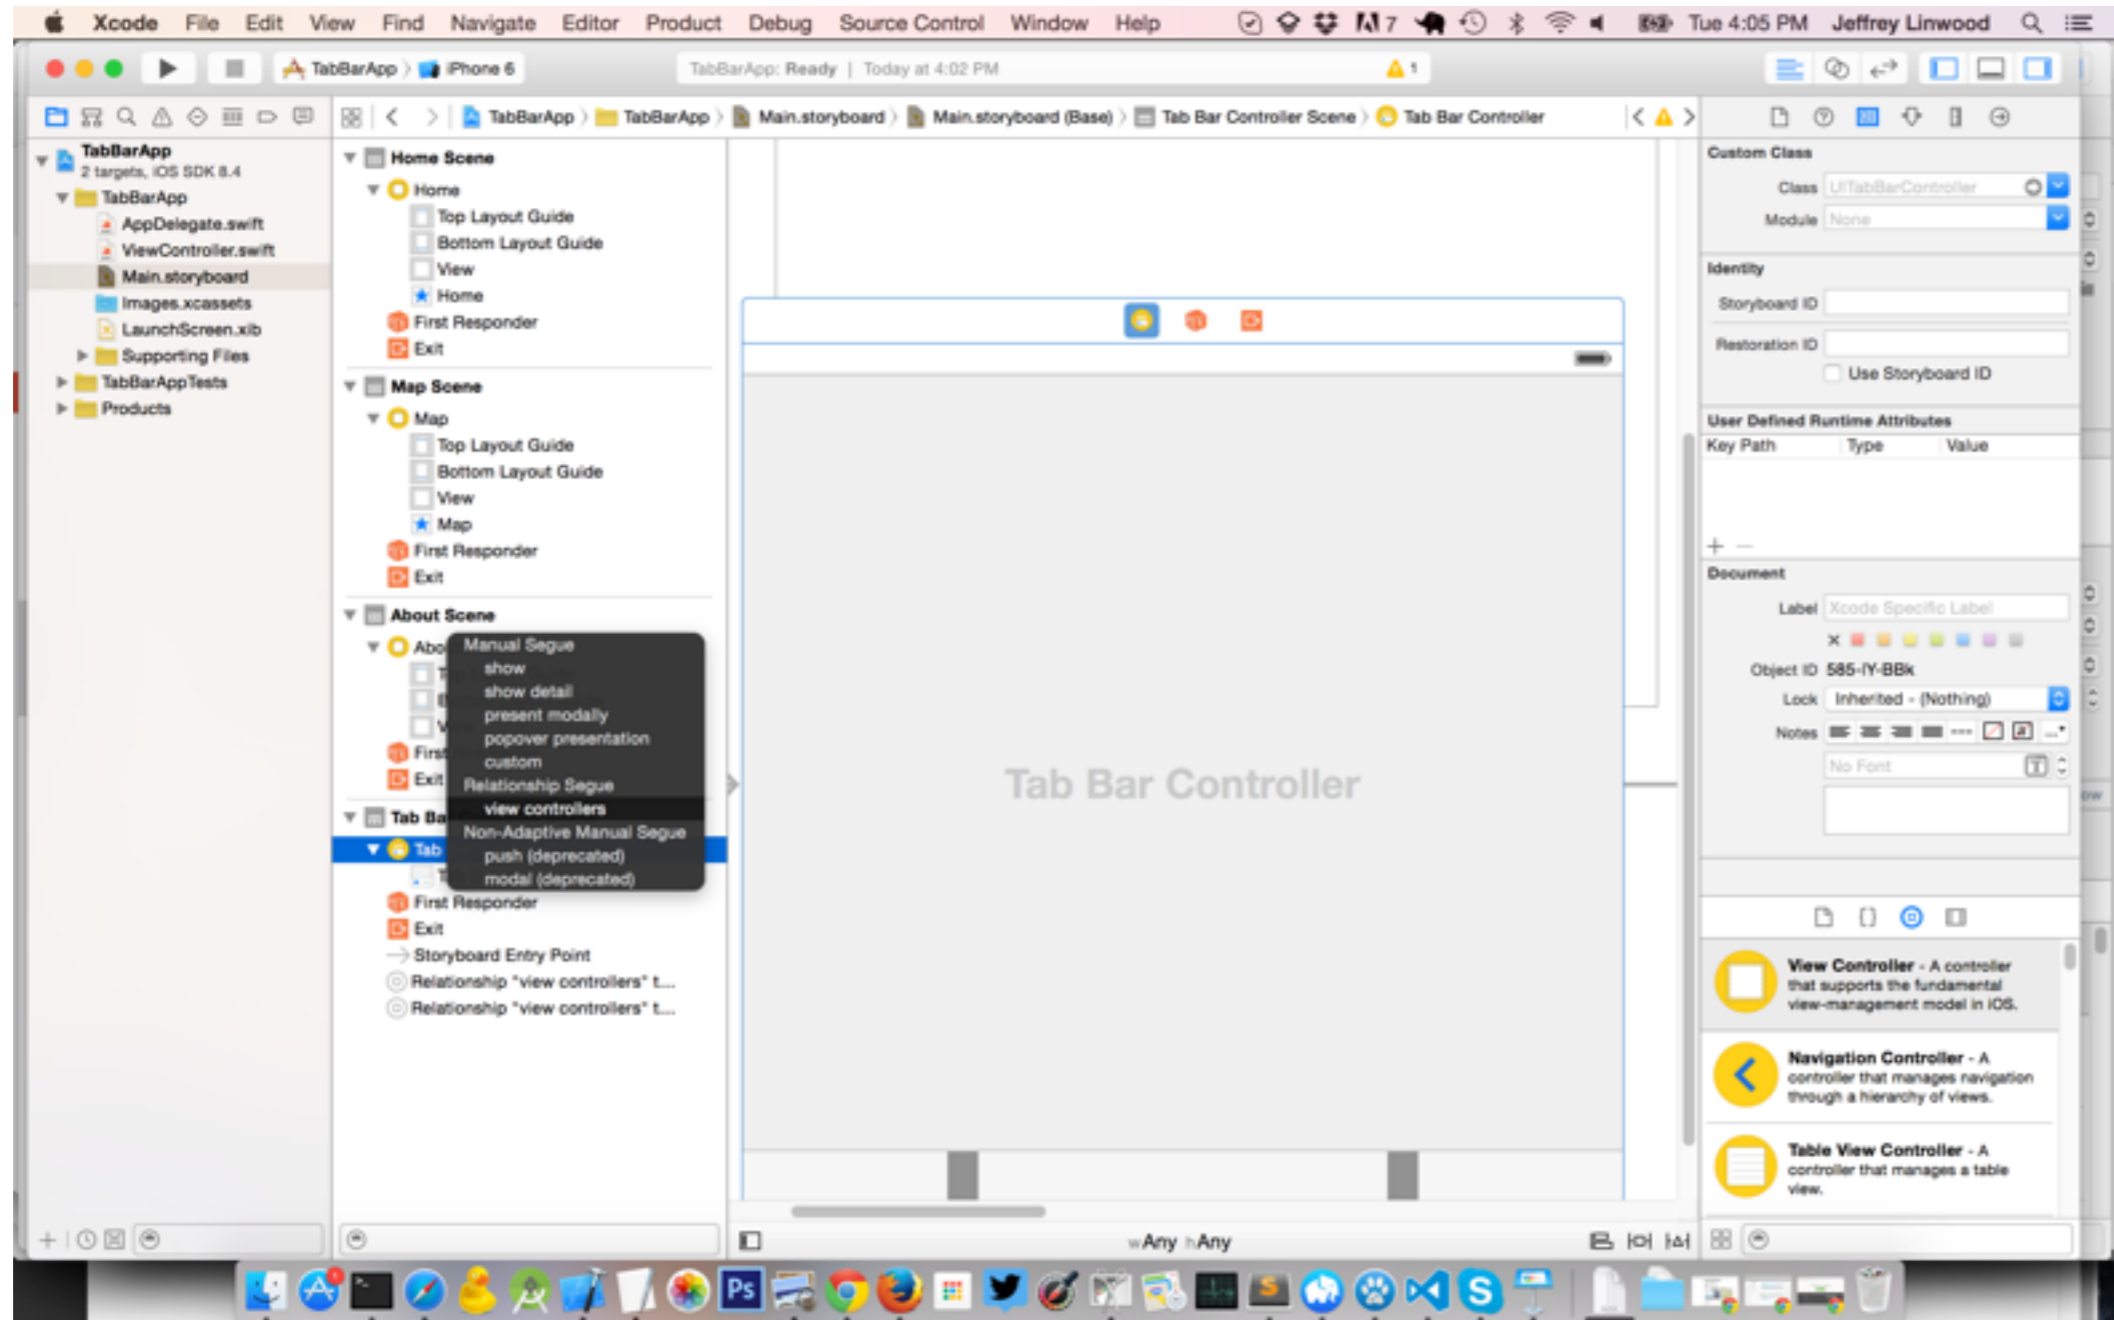 Xcode File Edit View Find Navigate Editor Product Debug Source Control Window Help 7 Tue 4:05 PM Jeffrey Linwood
TabBarApp iPhone 6 TabBarApp: Ready | Today at 4:02 PM 1
TabBarApp TabBarApp Main.storyboard Main.storyboard (Base) Tab Bar Controller Scene Tab Bar Controller
TabBarApp
2 targets, iOS SDK 8.4
TabBarApp
AppDelegate.swift
ViewController.swift
Main.storyboard
Images.xcassets
LaunchScreen.xib
Supporting Files
TabBarAppTests
Products
Home Scene
Home
Top Layout Guide
Bottom Layout Guide
View
Home
First Responder
Exit
Map Scene
Map
Top Layout Guide
Bottom Layout Guide
View
Map
First Responder
Exit
About Scene
Abo
First
Exit
Tab Ba
Tab
First Responder
Exit
Storyboard Entry Point
Relationship "view controllers" t...
Relationship "view controllers" t...
Manual Segue
show
show detail
present modally
popover presentation
custom
Relationship Segue
view controllers
Non-Adaptive Manual Segue
push (deprecated)
modal (deprecated)
Tab Bar Controller
wAny hAny
Custom Class
Class UITabBarController
Module None
Identity
Storyboard ID
Restoration ID
Use Storyboard ID
User Defined Runtime Attributes
Key Path Type Value
Document
Label Xcode Specific Label
Object ID 585-IY-BBk
Lock Inherited - (Nothing)
Notes
No Font
View Controller - A controller
that supports the fundamental
view-management model in iOS.
Navigation Controller - A
controller that manages navigation
through a hierarchy of views.
Table View Controller - A
controller that manages a table
view.
Ps